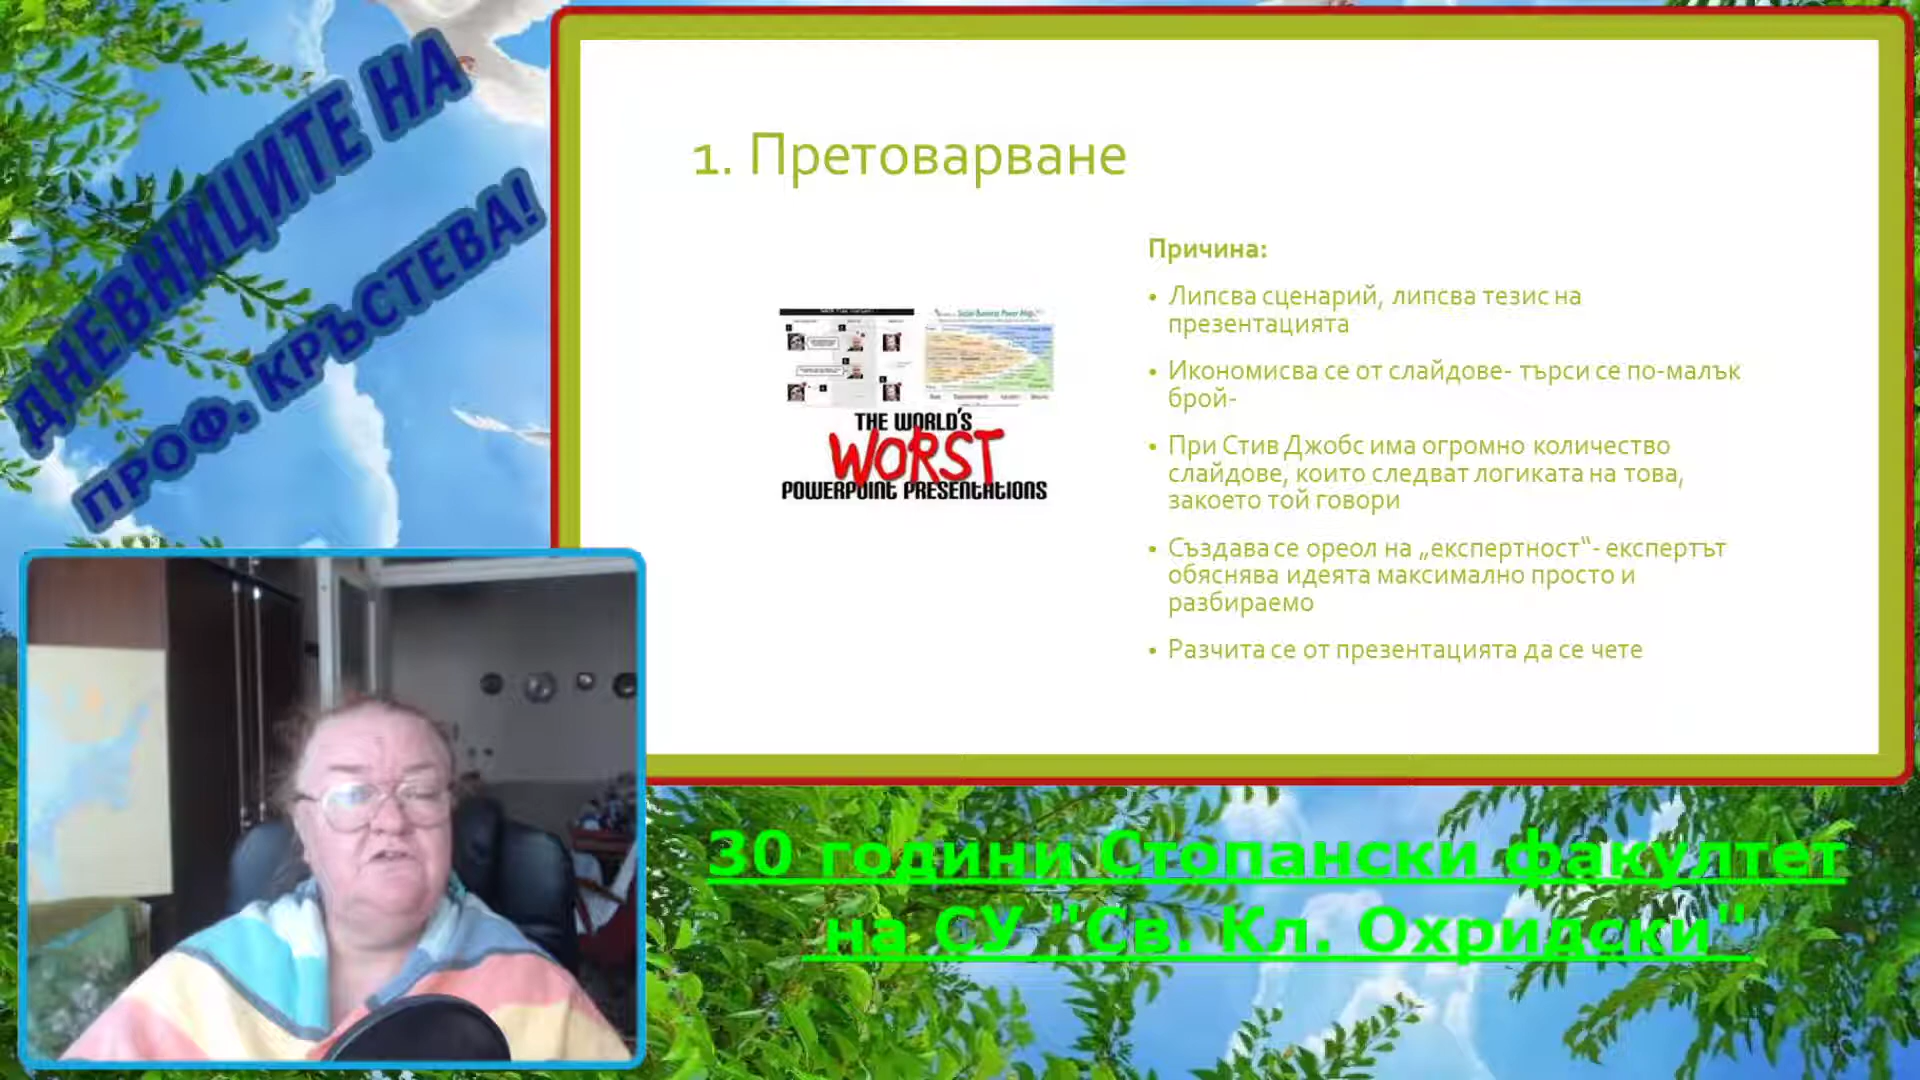 ДНЕВНИЦИТЕ НА
ПРОФ. КРЪСТЕВА!
1. Претоварване
THE WORLD'S
WORST
POWERPOINT PRESENTATIONS
Причина:
• Липсва сценарий, липсва тезис на
презентацията
• Икономисва се от слайдове- търси се по-малък
брой-
• При Стив Джобс има огромно количество
слайдове, които следват логиката на това,
закоето той говори
• Създава се ореол на „експертност“- експертът
обяснява идеята максимално просто и
разбираемо
• Разчита се от презентацията да се чете
30 години Стопански факултет
на СУ "Св. Кл. Охридски"